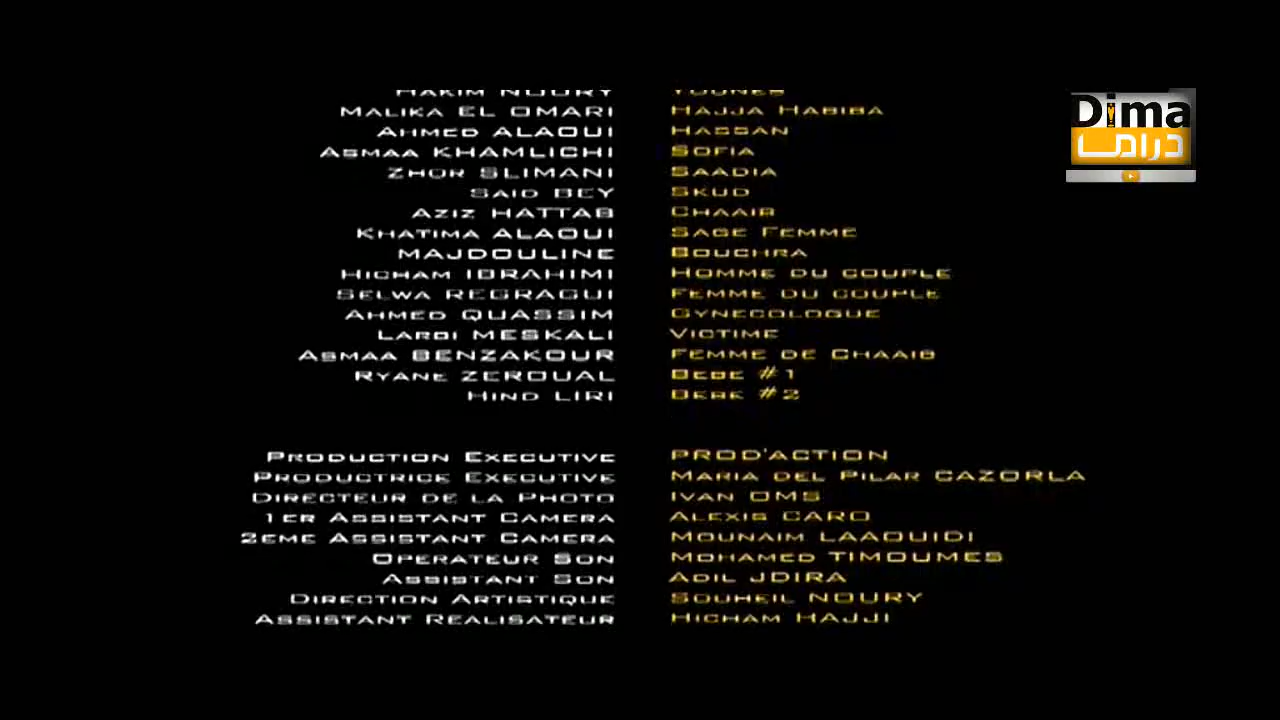 HAKIM NOURY YOUNES
MALIKA EL OMARI HAJJA HABIBA
AHMED ALAOUI HASSAN
ASMAA KHAMLICHI SOFIA
ZHOR SLIMANI SAADIA
SAID BEY SKUD
AZIZ HATTAB CHAAIB
KHATIMA ALAOUI SAGE FEMME
MAJDOULINE BOUCHRA
HICHAM IBRAHIMI HOMME DU COUPLE
SELWA REGRAGUI FEMME DU COUPLE
AHMED QUASSIM GYNECOLOGUE
LARBI MESKALI VICTIME
ASMAA BENZAKOUR FEMME DE CHAAIB
RYANE ZEROUAL BEBE #1
HIND LIRI BEBE #2
PRODUCTION EXECUTIVE PROD'ACTION
PRODUCTRICE EXECUTIVE MARIA DEL PILAR CAZORLA
DIRECTEUR DE LA PHOTO IVAN OMS
1ER ASSISTANT CAMERA ALEXIS CARO
2EME ASSISTANT CAMERA MOUNAIM LAAOUIDI
OPERATEUR SON MOHAMED TIMOUMES
ASSISTANT SON ADIL JDIRA
DIRECTION ARTISTIQUE SOUHEIL NOURY
ASSISTANT REALISATEUR HICHAM HAJJI
Dima
دراما